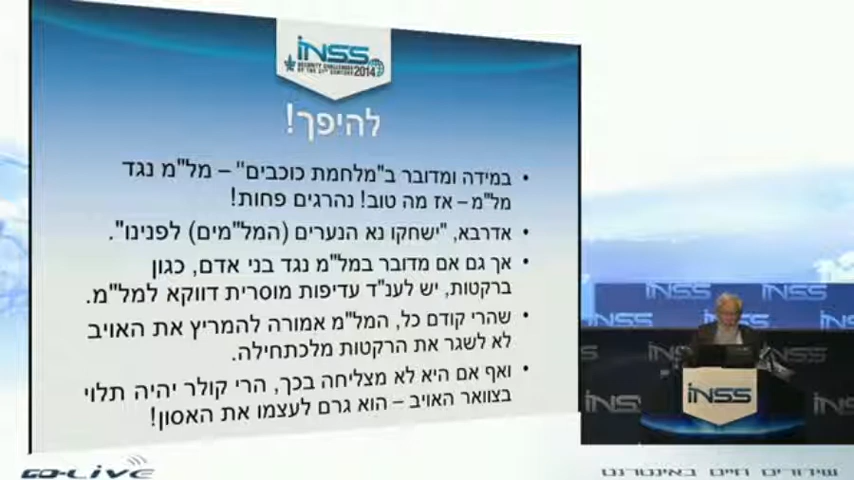 iNSS
SECURITY CHALLENGES
OF THE 21ST CENTURY 2014
להיפך!
• במידה ומדובר ב"מלחמת כוכבים" – מל"מ נגד
מל"מ – אז מה טוב! נהרגים פחות!
• אדרבא, "ישחקו נא הנערים (המל"מים) לפנינו".
• אך גם אם מדובר במל"מ נגד בני אדם, כגון
ברקטות, יש לענ"ד עדיפות מוסרית דווקא למל"מ.
• שהרי קודם כל, המל"מ אמורה להמריץ את האויב
לא לשגר את הרקטות מלכתחילה.
• ואף אם היא לא מצליחה בכך, הרי קולר יהיה תלוי
בצוואר האויב – הוא גרם לעצמו את האסון!
iNSS
iNSS
iNSS
iNSS
iNSS
iNSS
iNSS
GO-LIVE
שידורים חיים באינטרנט